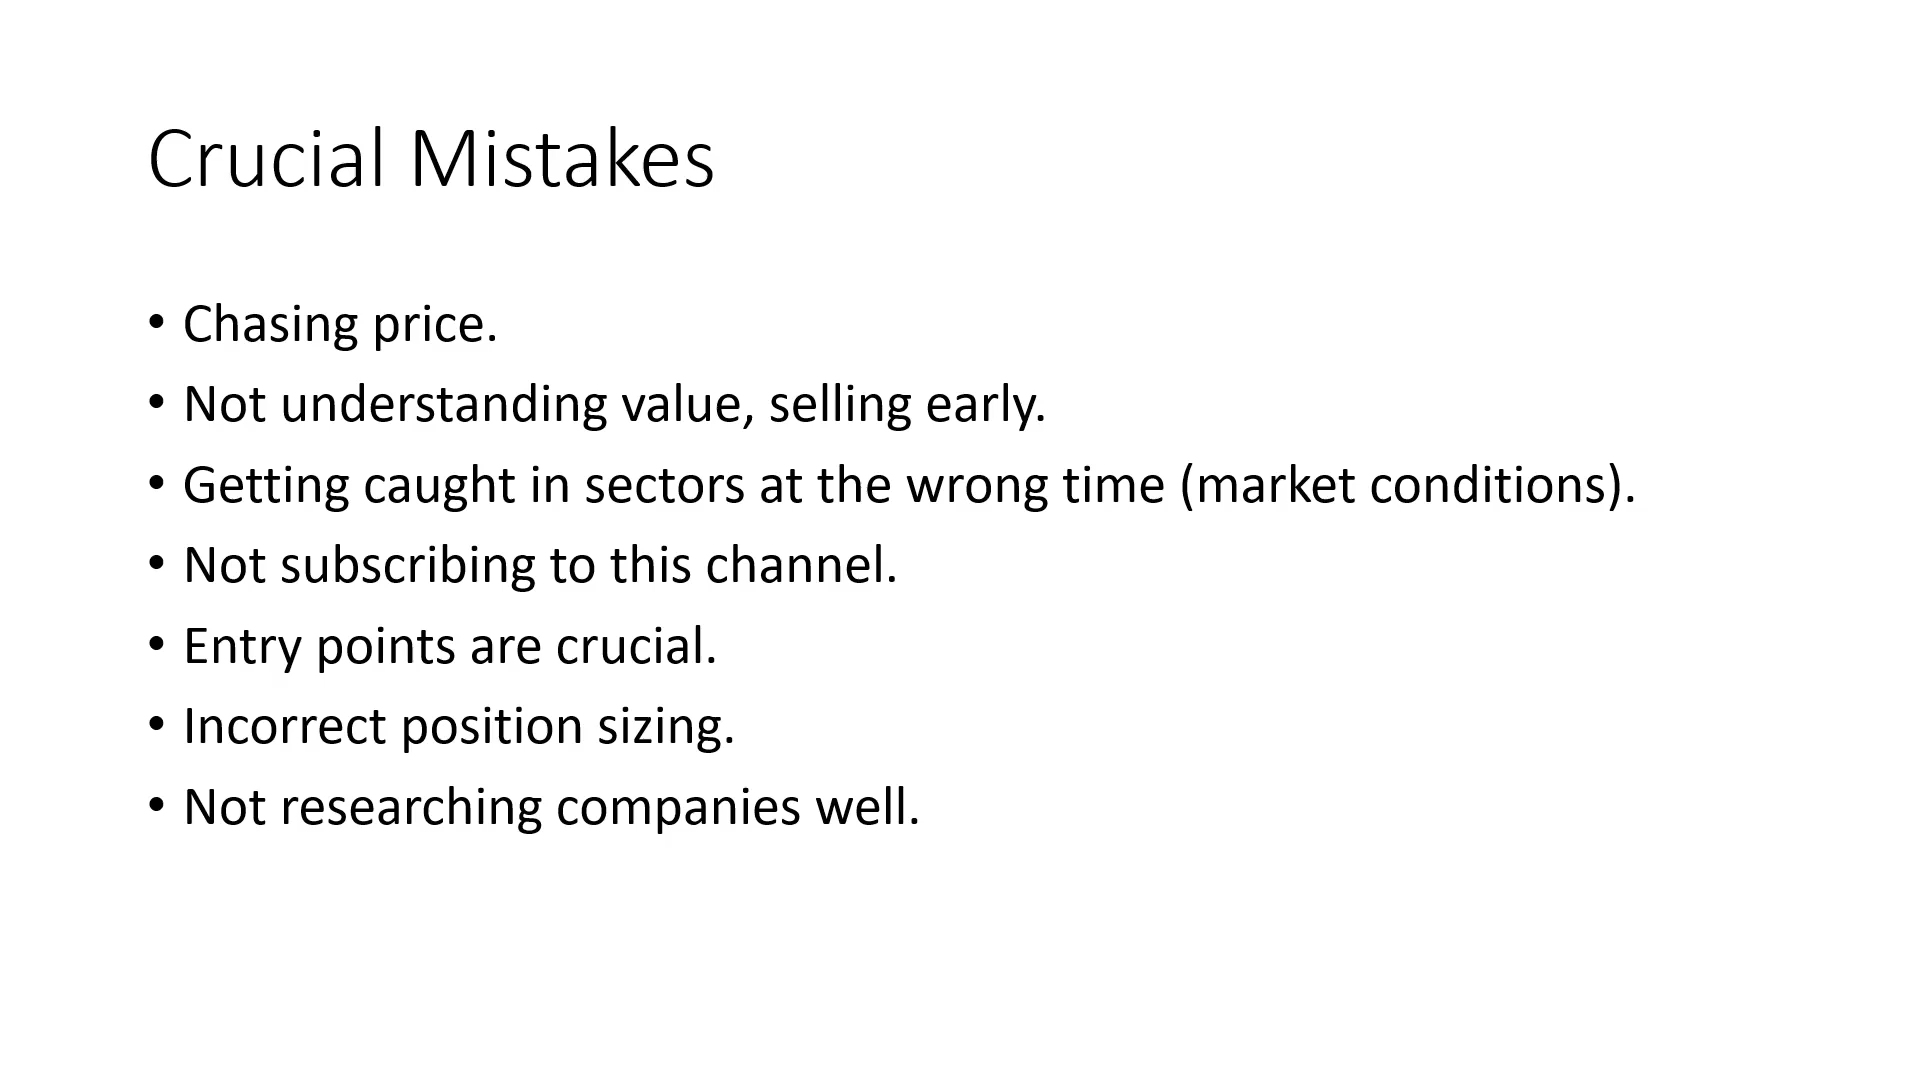 Crucial Mistakes
• Chasing price.
• Not understanding value, selling early.
• Getting caught in sectors at the wrong time (market conditions).
• Not subscribing to this channel.
• Entry points are crucial.
• Incorrect position sizing.
• Not researching companies well.